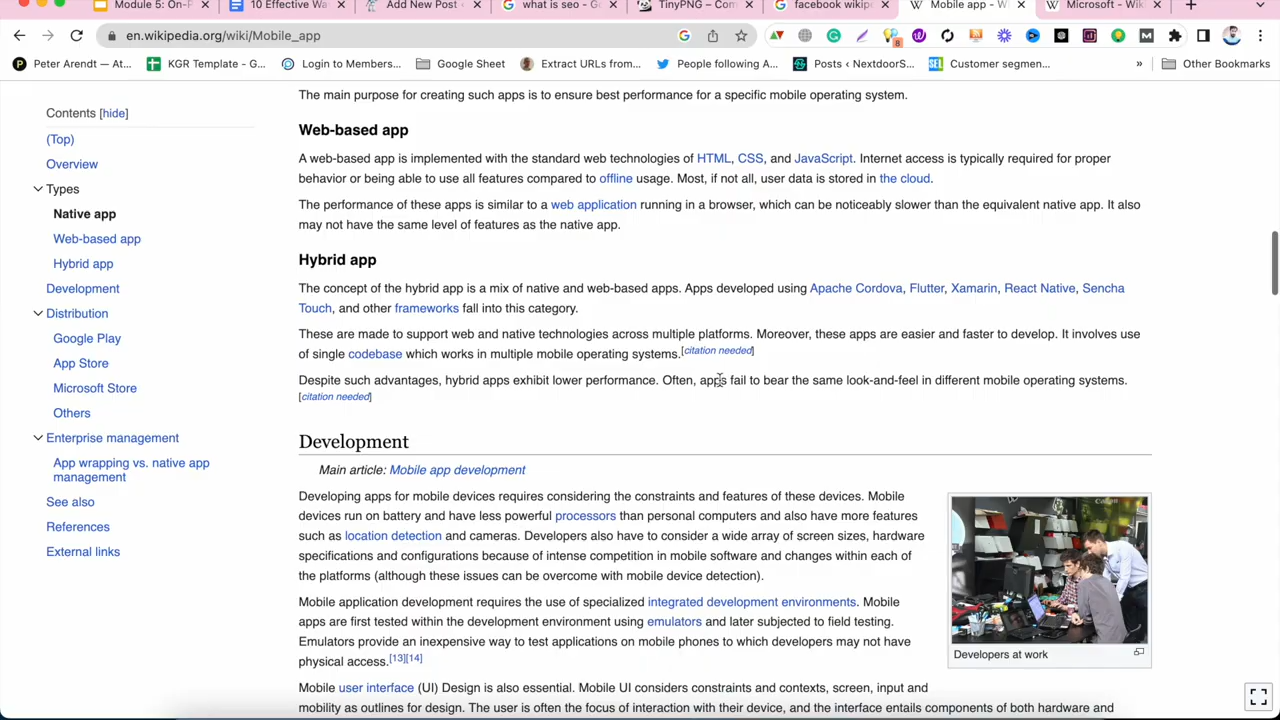 Module 5: On-P
10 Effective Wa
Add New Post
what is seo - G
TinyPNG – Com
facebook wikip
Mobile app - Wi
Microsoft – Wiki
en.wikipedia.org/wiki/Mobile_app
8
Peter Arendt — At...
KGR Template - G...
Login to Members...
Google Sheet
Extract URLs from...
People following A...
Posts ‹ NextdoorS...
SEL
Customer segmen...
»
Other Bookmarks
Contents [hide]
(Top)
Overview
Types
Native app
Web-based app
Hybrid app
Development
Distribution
Google Play
App Store
Microsoft Store
Others
Enterprise management
App wrapping vs. native app
management
See also
References
External links
The main purpose for creating such apps is to ensure best performance for a specific mobile operating system.
Web-based app
A web-based app is implemented with the standard web technologies of HTML, CSS, and JavaScript. Internet access is typically required for proper
behavior or being able to use all features compared to offline usage. Most, if not all, user data is stored in the cloud.
The performance of these apps is similar to a web application running in a browser, which can be noticeably slower than the equivalent native app. It also
may not have the same level of features as the native app.
Hybrid app
The concept of the hybrid app is a mix of native and web-based apps. Apps developed using Apache Cordova, Flutter, Xamarin, React Native, Sencha
Touch, and other frameworks fall into this category.
These are made to support web and native technologies across multiple platforms. Moreover, these apps are easier and faster to develop. It involves use
of single codebase which works in multiple mobile operating systems.[citation needed]
Despite such advantages, hybrid apps exhibit lower performance. Often, apps fail to bear the same look-and-feel in different mobile operating systems.
[citation needed]
Development
Main article: Mobile app development
Developing apps for mobile devices requires considering the constraints and features of these devices. Mobile
devices run on battery and have less powerful processors than personal computers and also have more features
such as location detection and cameras. Developers also have to consider a wide array of screen sizes, hardware
specifications and configurations because of intense competition in mobile software and changes within each of
the platforms (although these issues can be overcome with mobile device detection).
Mobile application development requires the use of specialized integrated development environments. Mobile
apps are first tested within the development environment using emulators and later subjected to field testing.
Emulators provide an inexpensive way to test applications on mobile phones to which developers may not have
physical access.[13][14]
Canon
Developers at work
Mobile user interface (UI) Design is also essential. Mobile UI considers constraints and contexts, screen, input and
mobility as outlines for design. The user is often the focus of interaction with their device, and the interface entails components of both hardware and